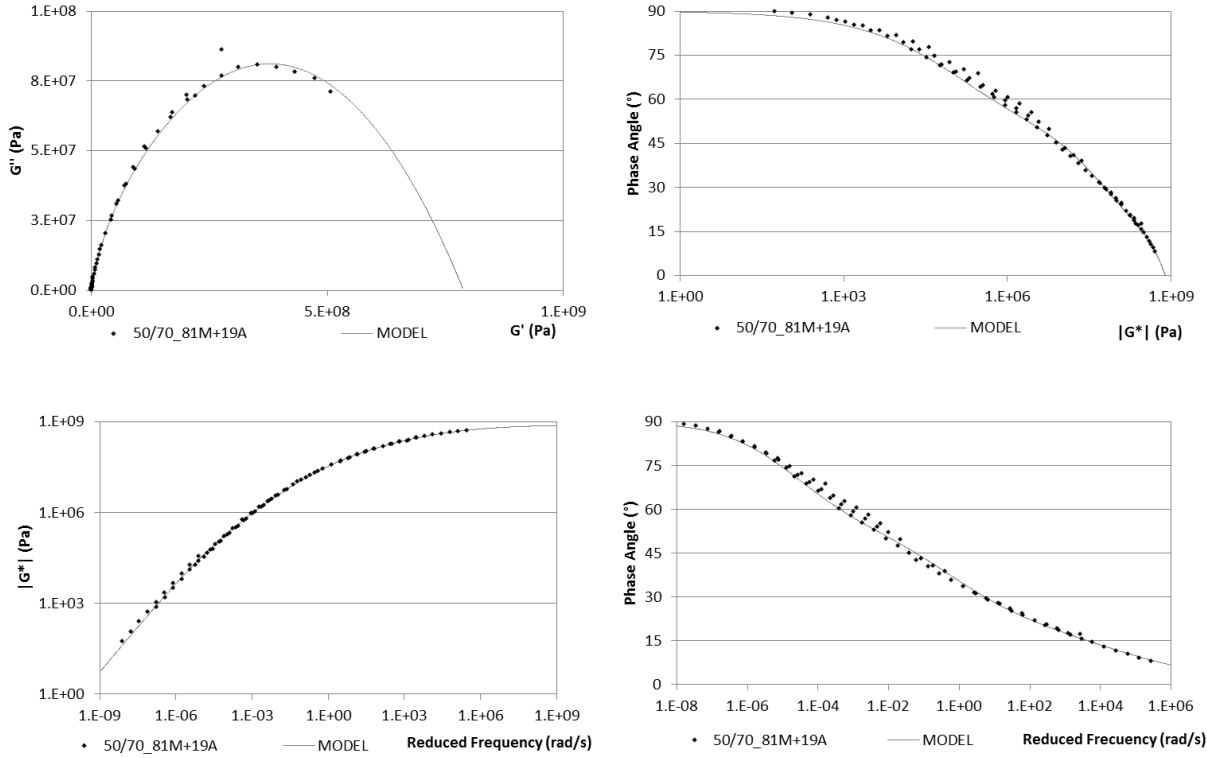 G'' (Pa)
1.E+08
8.E+07
5.E+07
3.E+07
0.E+00
0.E+00 5.E+08 1.E+09
50/70_81M+19A MODEL G' (Pa)
Phase Angle (°)
90
75
60
45
30
15
0
1.E+00 1.E+03 1.E+06 1.E+09
50/70_81M+19A MODEL |G*| (Pa)
|G*| (Pa)
1.E+09
1.E+06
1.E+03
1.E+00
1.E-09 1.E-06 1.E-03 1.E+00 1.E+03 1.E+06 1.E+09
50/70_81M+19A MODEL Reduced Frequency (rad/s)
Phase Angle (°)
90
75
60
45
30
15
0
1.E-08 1.E-06 1.E-04 1.E-02 1.E+00 1.E+02 1.E+04 1.E+06
50/70_81M+19A MODEL Reduced Frecuency (rad/s)